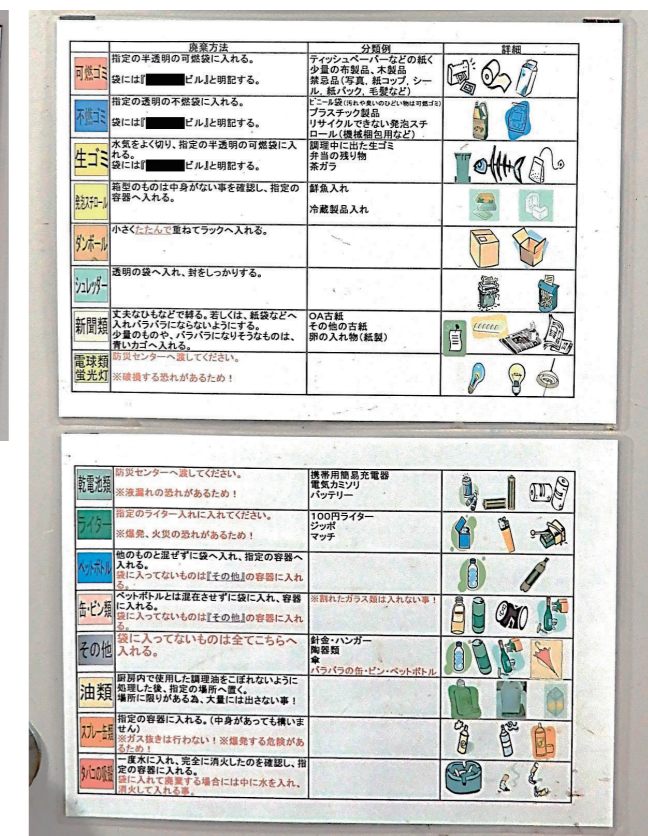 廃棄方法 分類例 詳細
可燃ゴミ
指定の半透明の可燃袋に入れる。
袋には『 ビル』と明記する。
ティッシュペーパーなどの紙く
少量の布製品、木製品
禁忌品(写真、紙コップ、シー
ル、紙パック、毛髪など)
不燃ゴミ
指定の透明の不燃袋に入れる。
袋には『 ビル』と明記する。
ビニール袋(汚れや臭いのひどい物は可燃ゴミ)
プラスチック製品
リサイクルできない発泡スチ
ロール(機械梱包用など)
生ゴミ
水気をよく切り、指定の半透明の可燃袋に入
れる。
袋には『 ビル』と明記する。
調理中に出た生ゴミ
弁当の残り物
茶ガラ
発泡スチロール
箱型のものは中身がない事を確認し、指定の
容器へ入れる。
鮮魚入れ
冷蔵製品入れ
ダンボール
小さくたたんで重ねてラックへ入れる。
シュレッダー
透明の袋へ入れ、封をしっかりする。
新聞類
丈夫なひもなどで縛る。若しくは、紙袋などへ
入れバラバラにならないようにする。
少量のものや、バラバラになりそうなものは、
青いカゴへ入れる。
OA古紙
その他の古紙
卵の入れ物(紙製)
電球類
蛍光灯
防災センターへ渡してください。
※破損する恐れがあるため!
乾電池類
防災センターへ渡してください。
※液漏れの恐れがあるため!
携帯用簡易充電器
電気カミソリ
バッテリー
ライター
指定のライター入れに入れてください。
※爆発、火災の恐れがあるため!
100円ライター
ジッポ
マッチ
ペットボトル
他のものと混ぜずに袋へ入れ、指定の容器へ
入れる。
袋に入ってないものは『その他』の容器に入れ
る。
缶・ビン類
ペットボトルとは混在させずに袋に入れ、容器
に入れる。
袋に入ってないものは『その他』の容器に入れ
る。
※割れたガラス類は入れない事!
その他
袋に入ってないものは全てこちらへ
入れる。
針金・ハンガー
陶器類
傘
バラバラの缶・ビン・ペットボトル
油類
厨房内で使用した調理油をこぼれないように
処理した後、指定の場所へ置く。
場所に限りがある為、大量には出さない事!
スプレー缶類
指定の容器に入れる。(中身があっても構いま
せん)
※ガス抜きは行わない!※爆発する危険があ
るため!
タバコの吸殻
一度水に入れ、完全に消火したのを確認し、指
定の容器に入れる。
袋に入れて廃棄する場合には中に水を入れ、
消火して入れる事。